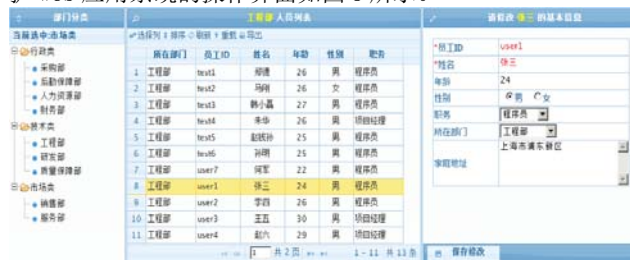 部门分类
工程部 人员列表
请修改 张三 的基本信息
当前选中:市场类
选择列 排序 刷新 重载 导出
行政类
采购部
后勤保障部
人力资源部
财务部
技术类
工程部
研发部
质量保障部
市场类
销售部
服务部
所在部门 员工ID 姓名 年龄 性别 职务
1 工程部 test1 26 男 程序员
2 工程部 test2 26 女 程序员
3 工程部 test3 韩小磊 27 男 程序员
4 工程部 test4 朱华 26 男 项目经理
5 工程部 test5 25 男 程序员
6 工程部 test6 孙明 25 男 程序员
7 工程部 user7 何军 22 男 程序员
8 工程部 user1 张三 24 男 程序员
9 工程部 user2 李四 26 男 程序员
10 工程部 user3 王五 30 男 项目经理
11 工程部 user4 赵六 29 男 项目经理
1 共 2 页
1 - 11 共 13 条
*员工ID user1
*姓名 张三
年龄 24
性别 男 女
职务 程序员
所在部门 工程部
家庭地址 上海市浦东新区
保存修改